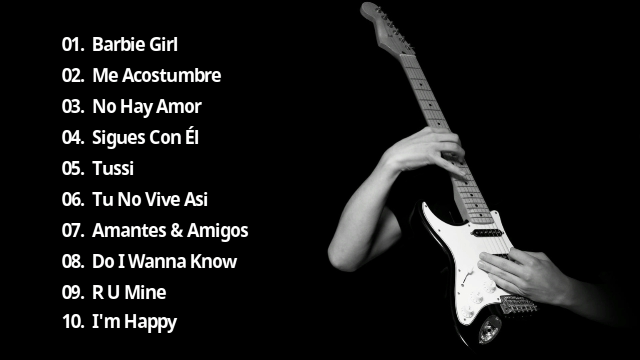 01. Barbie Girl
02. Me Acostumbre
03. No Hay Amor
04. Sigues Con Él
05. Tussi
06. Tu No Vive Asi
07. Amantes & Amigos
08. Do I Wanna Know
09. R U Mine
10. I'm Happy